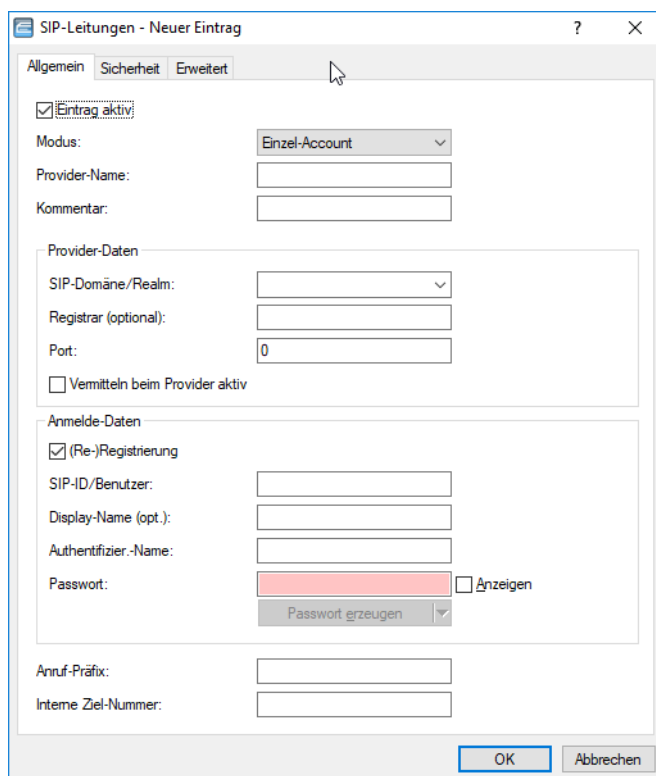 SIP-Leitungen - Neuer Eintrag
Allgemein Sicherheit Erweitert
Eintrag aktiv
Modus: Einzel-Account
Provider-Name:
Kommentar:
Provider-Daten
SIP-Domäne/Realm:
Registrar (optional):
Port: 0
Vermitteln beim Provider aktiv
Anmelde-Daten
(Re-)Registrierung
SIP-ID/Benutzer:
Display-Name (opt.):
Authentifizier.-Name:
Passwort: Anzeigen
Passwort erzeugen
Anruf-Präfix:
Interne Ziel-Nummer:
OK Abbrechen